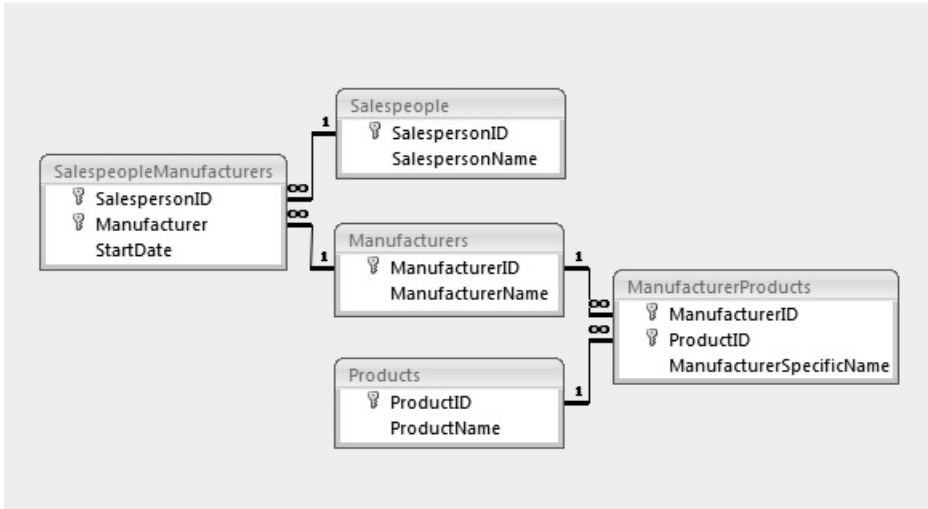 Salespeople
SalespersonID
SalespersonName
1
SalespeopleManufacturers
SalespersonID
Manufacturer
StartDate
∞
∞
1
Manufacturers
ManufacturerID
ManufacturerName
1
ManufacturerProducts
ManufacturerID
ProductID
ManufacturerSpecificName
∞
∞
Products
ProductID
ProductName
1